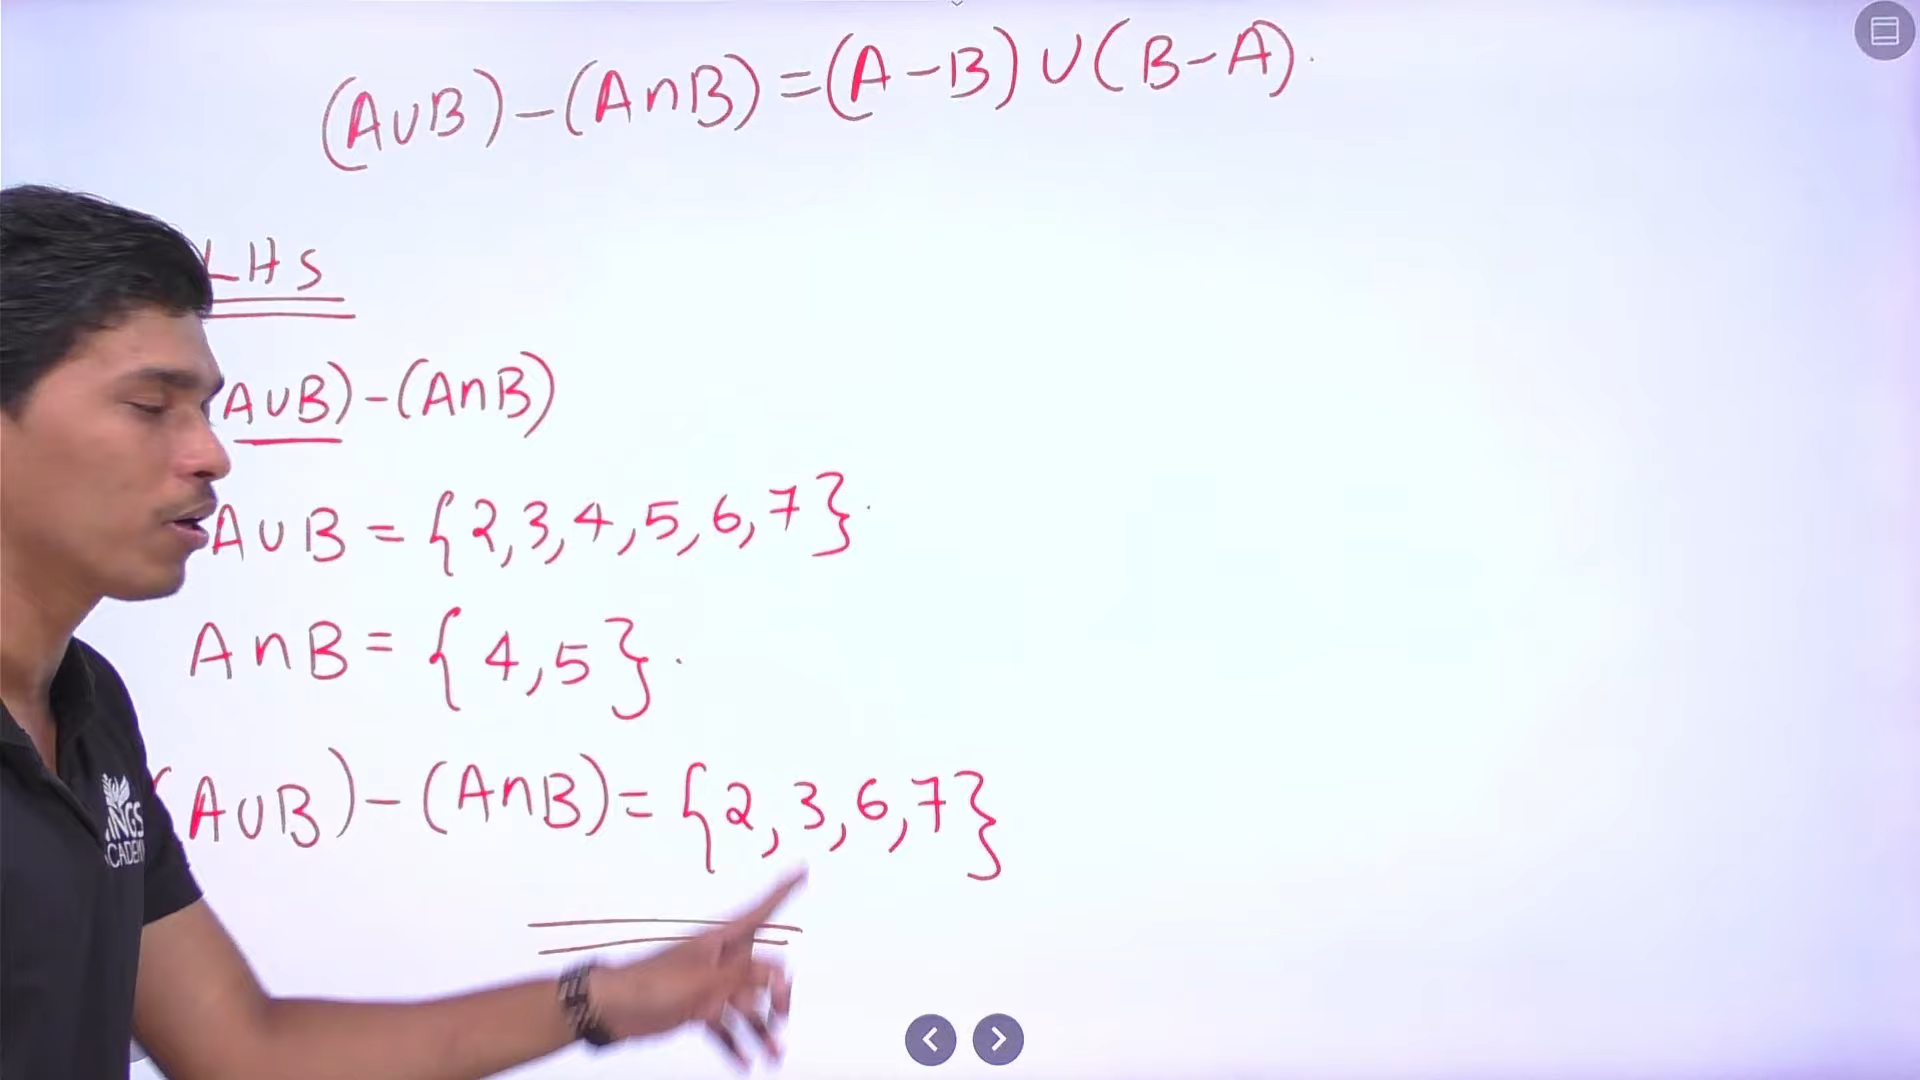 (A∪B)-(A∩B)=(A-B)∪(B-A).
LHS
(A∪B)-(A∩B)
A∪B = {2,3,4,5,6,7}.
A∩B = {4,5}.
(A∪B)-(A∩B)= {2,3,6,7}